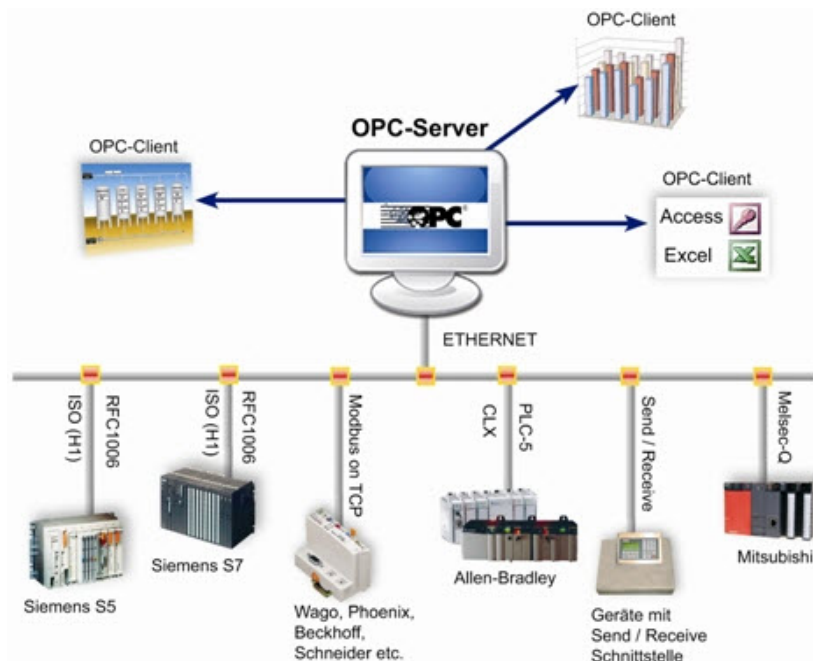 OPC-Client
OPC-Server
OPC-Client
OPC-Client
Access
Excel
OPC
ETHERNET
RFC1006
ISO (H1)
RFC1006
ISO (H1)
Modbus on TCP
PLC-5
CLX
Send / Receive
Melsec-Q
Siemens S5
Siemens S7
Wago, Phoenix,
Beckhoff,
Schneider etc.
Allen-Bradley
Geräte mit
Send / Receive
Schnittstelle
Mitsubishi